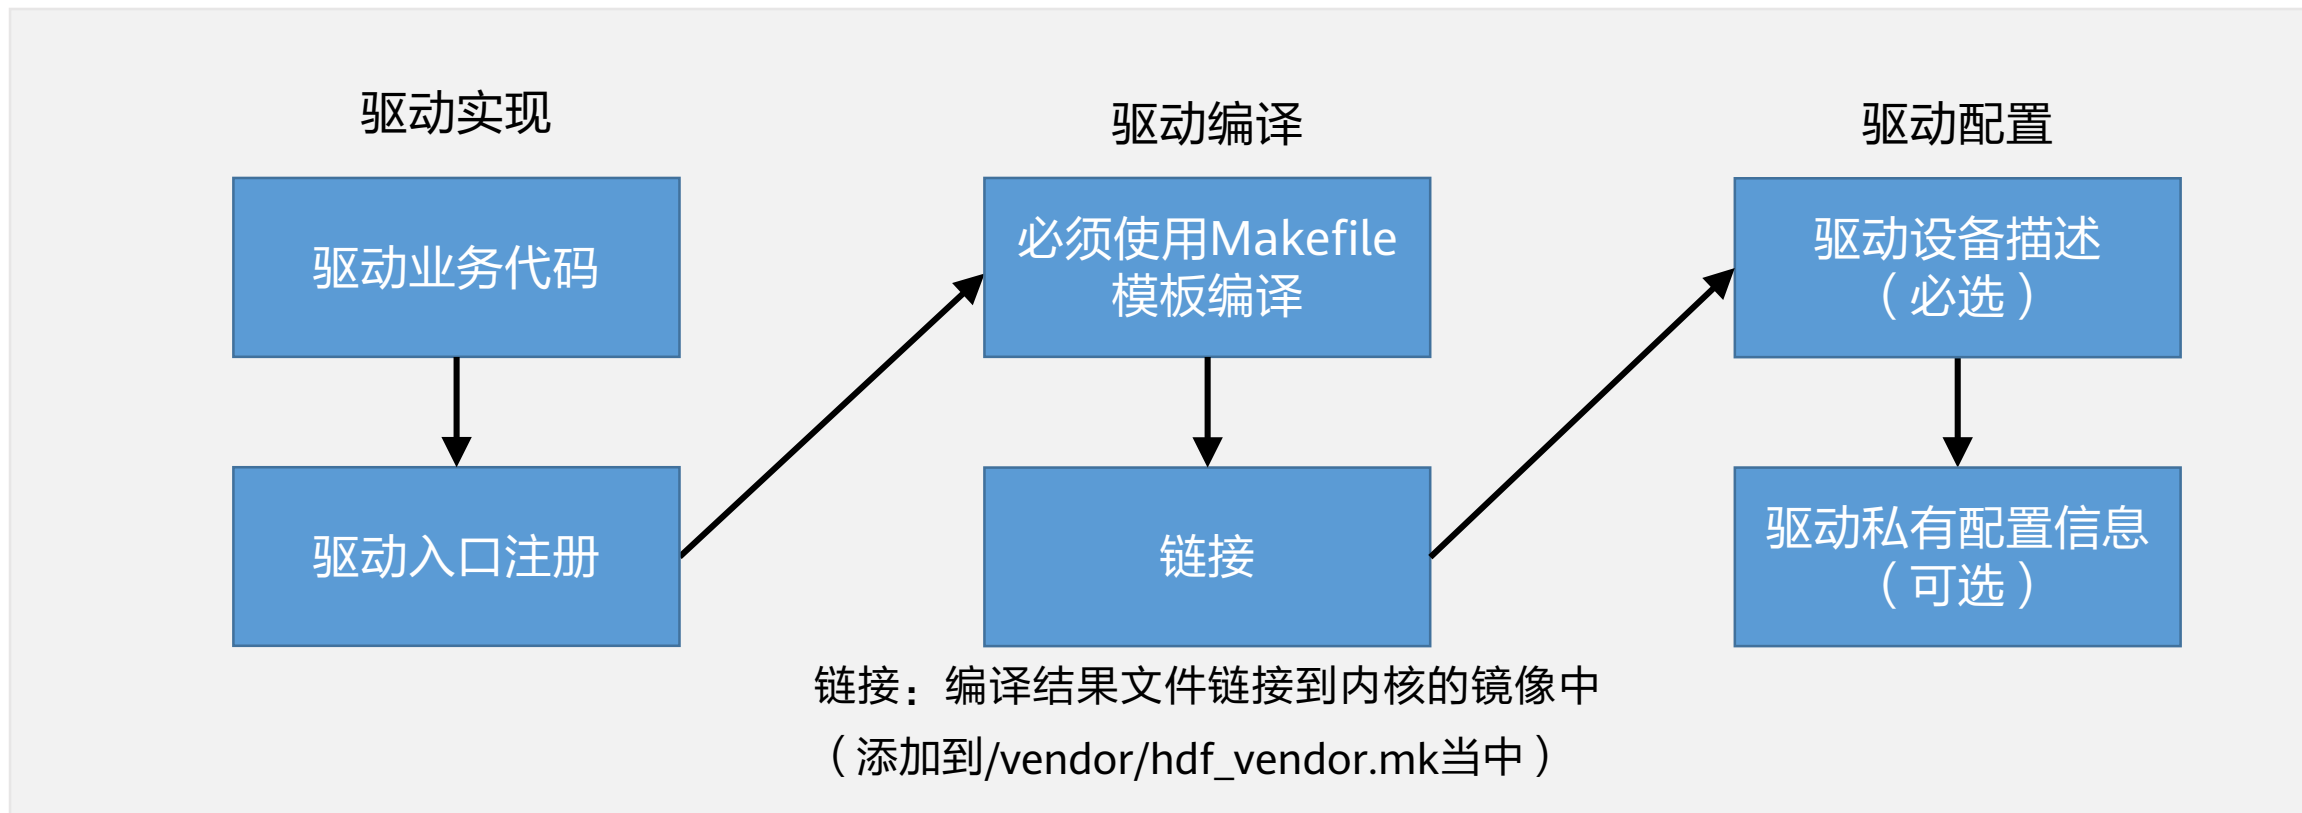 驱动实现
驱动业务代码
驱动入口注册
驱动编译
必须使用Makefile
模板编译
链接
链接：编译结果文件链接到内核的镜像中
（添加到/vendor/hdf_vendor.mk当中）
驱动配置
驱动设备描述
（必选）
驱动私有配置信息
（可选）